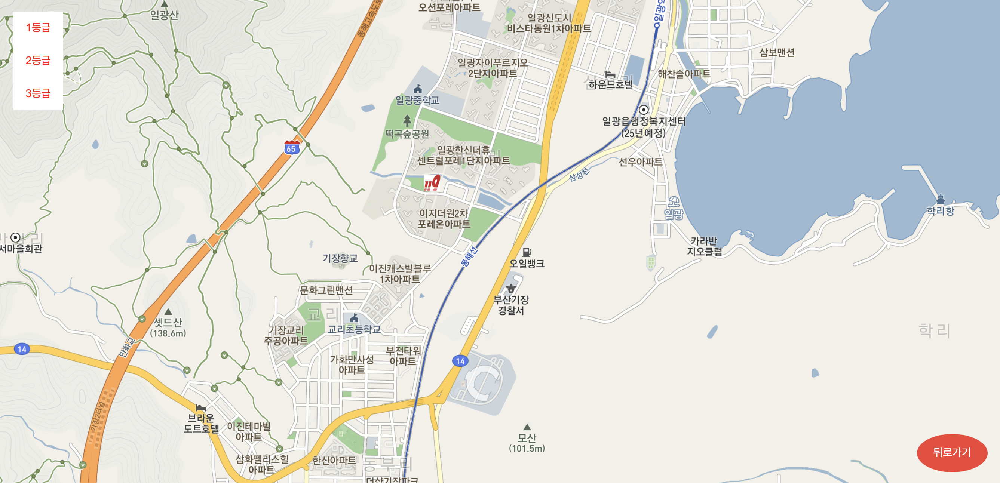 오션포레아파트
일광산
1등급
2등급
3등급
동해고속도로
일광신도시
비스타동원1차아파트
삼보맨션
일광자이푸르지오
2단지아파트
해찬솔아파트
하운드호텔
일광중학교
일광읍행정복지센터
(25년예정)
떡곡숲공원
65
일광한신더휴
센트럴포레1단지아파트
선우아파트
삼성천
119
일광
학리항
이지더원2차
포레온아파트
서마을회관
카라반
지오클럽
동해선
기장향교
오일뱅크
이진캐스빌블루
1차아파트
문화그린맨션
부산기장
경찰서
교리
셋드산
(138.6m)
기장교리
주공아파트
교리초등학교
학리
14
만화교
부전타워
아파트
가화만사성
아파트
14
기장2터널
브라운
도트호텔
이진테마빌
아파트
모산
(101.5m)
뒤로가기
삼화펠리스힐
아파트
한신아파트
동부리
더샵기장파크